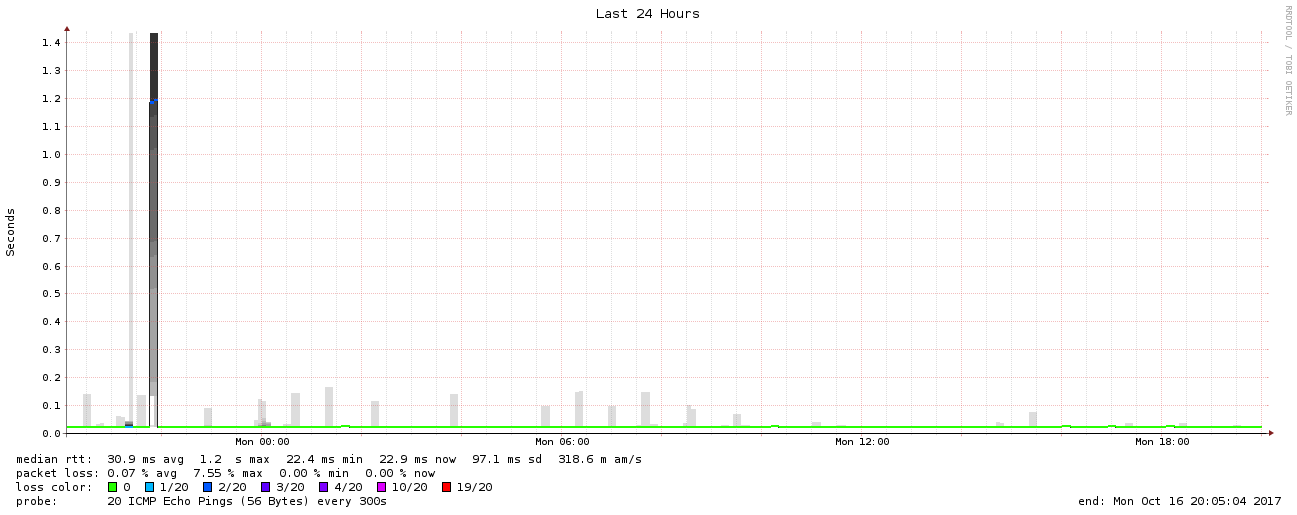 Last 24 Hours
RRDTOOL / TOBI OETIKER
Seconds
1.4
1.3
1.2
1.1
1.0
0.9
0.8
0.7
0.6
0.5
0.4
0.3
0.2
0.1
0.0
Mon 00:00 Mon 06:00 Mon 12:00 Mon 18:00
median rtt: 30.9 ms avg 1.2 s max 22.4 ms min 22.9 ms now 97.1 ms sd 318.6 m am/s
packet loss: 0.07 % avg 7.55 % max 0.00 % min 0.00 % now
loss color: 0 1/20 2/20 3/20 4/20 10/20 19/20
probe: 20 ICMP Echo Pings (56 Bytes) every 300s end: Mon Oct 16 20:05:04 2017